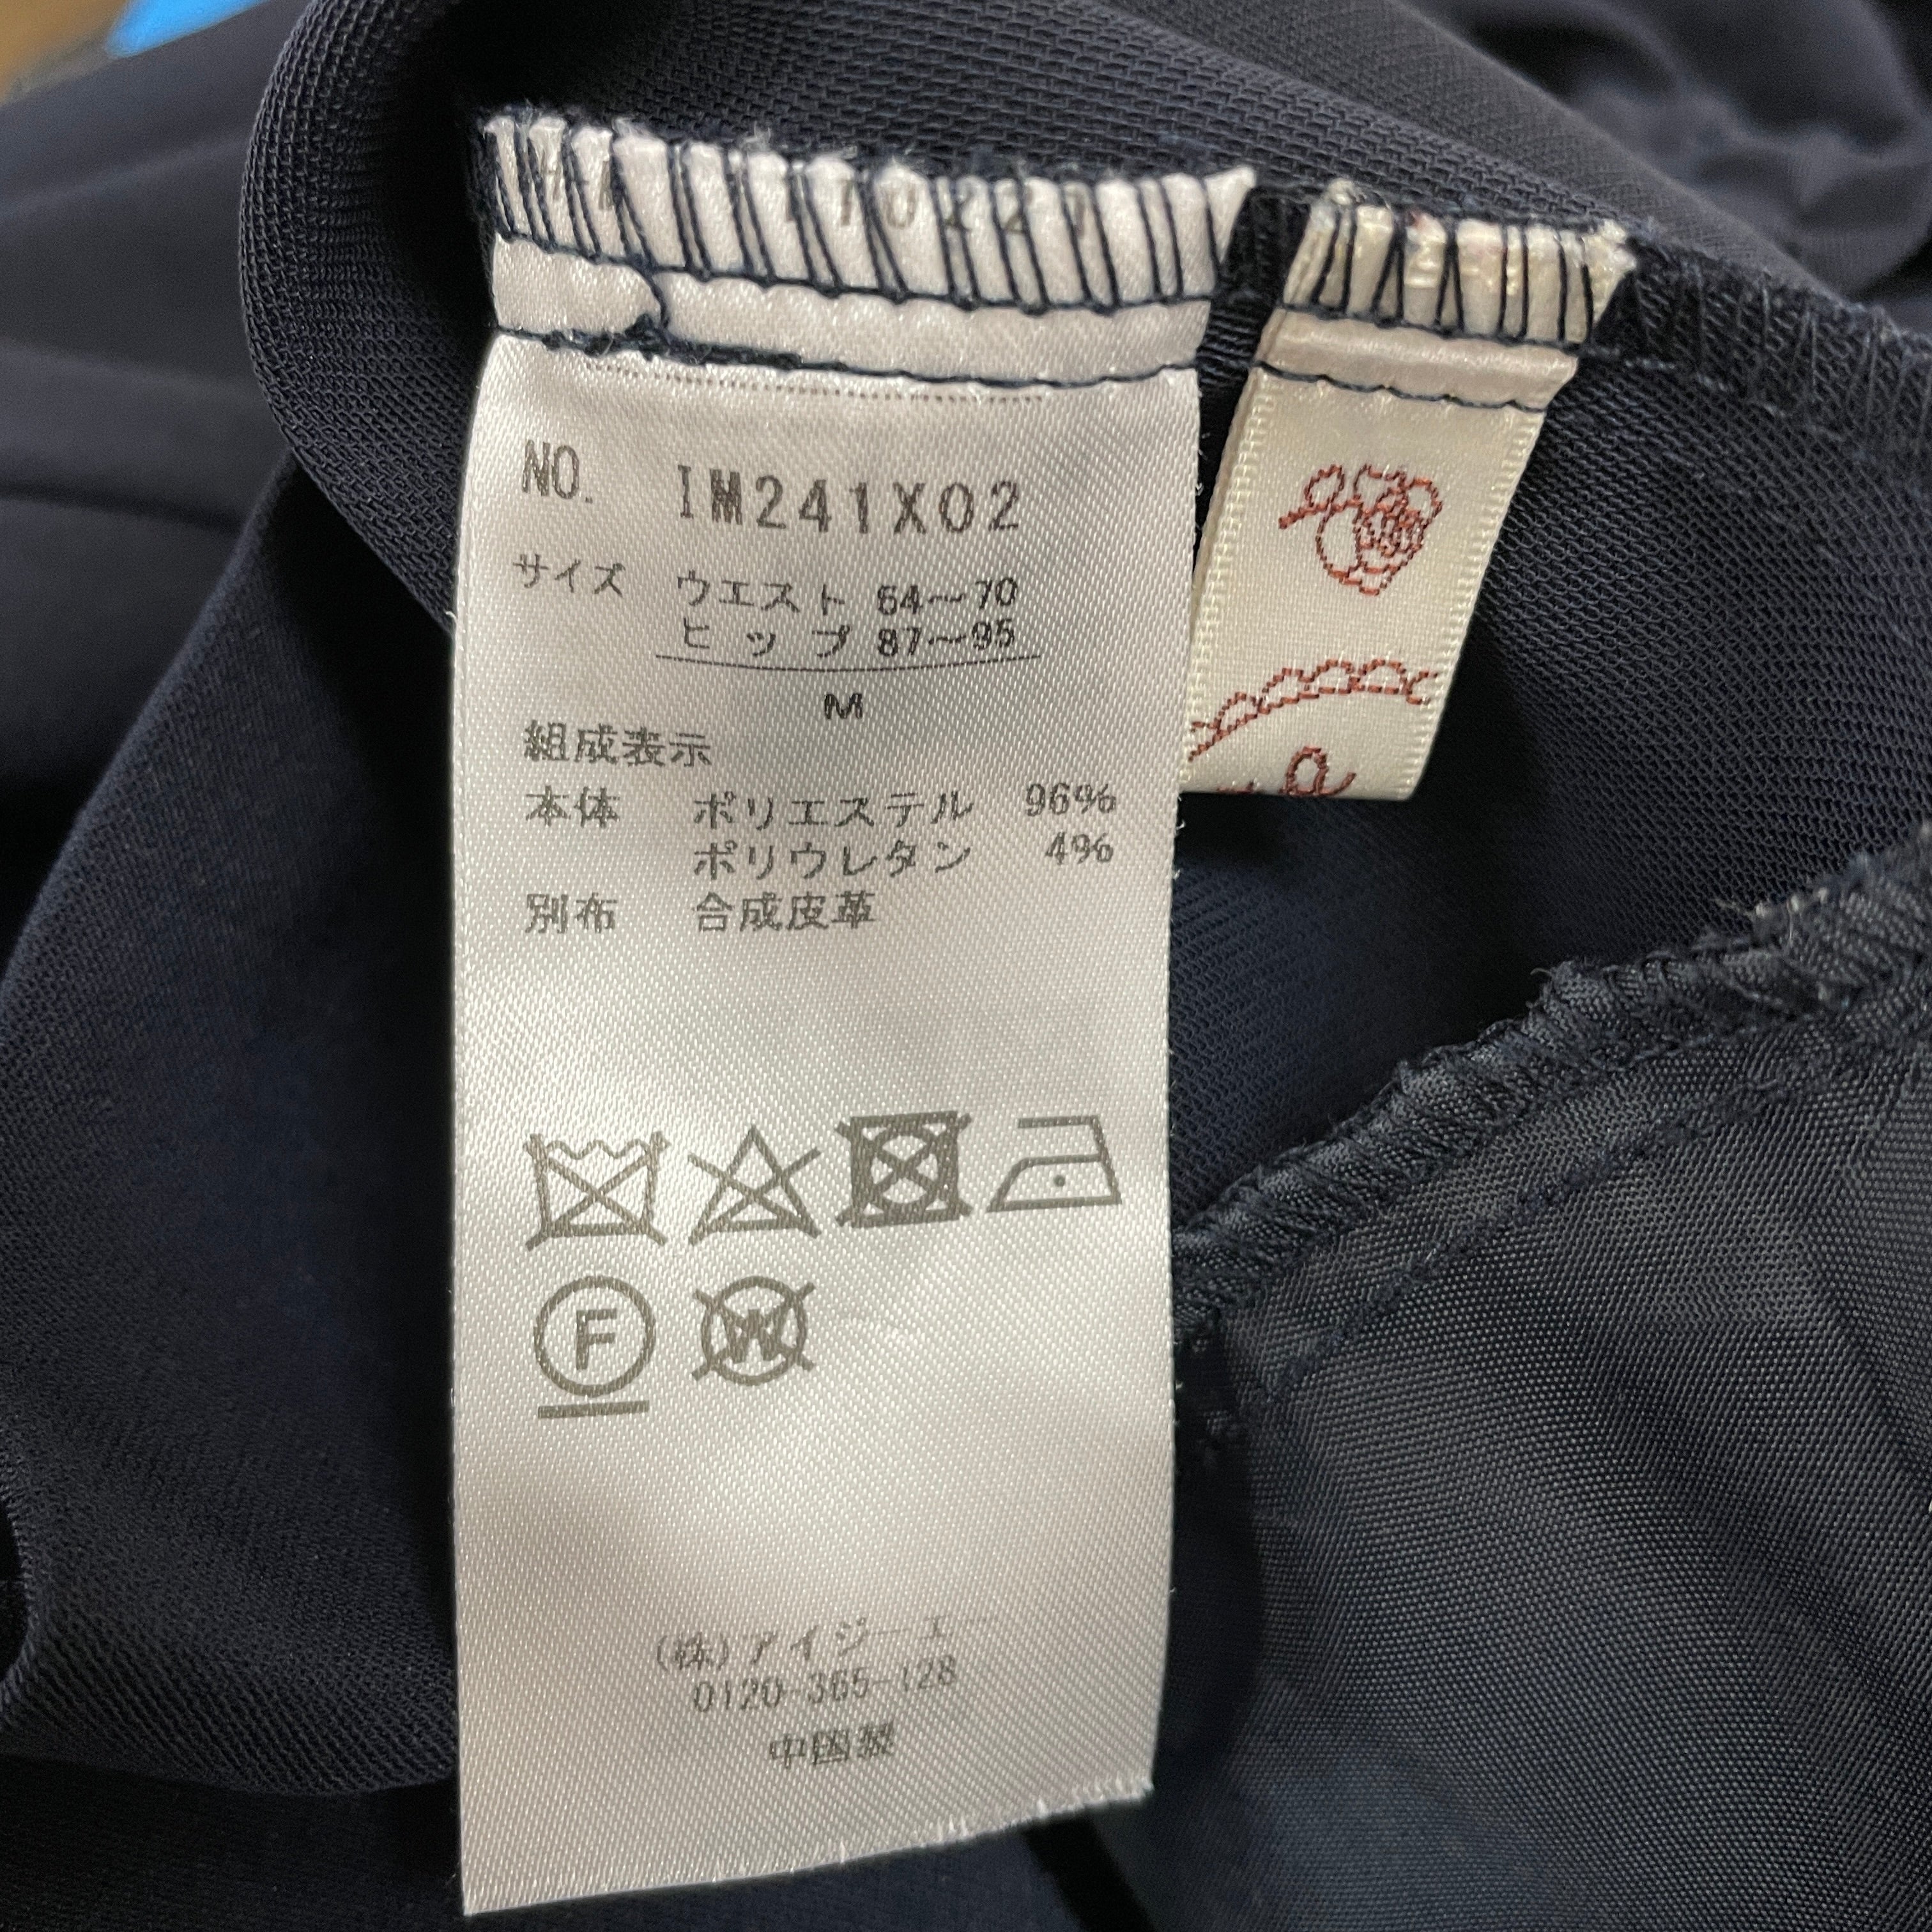 NO. IM241X02
サイズ ウエスト 64～70
ヒップ 87～95
M
組成表示
本体 ポリエステル 96%
ポリウレタン 4%
別布 合成皮革
F W
(株)アイジーエー
0120-365-128
中国製